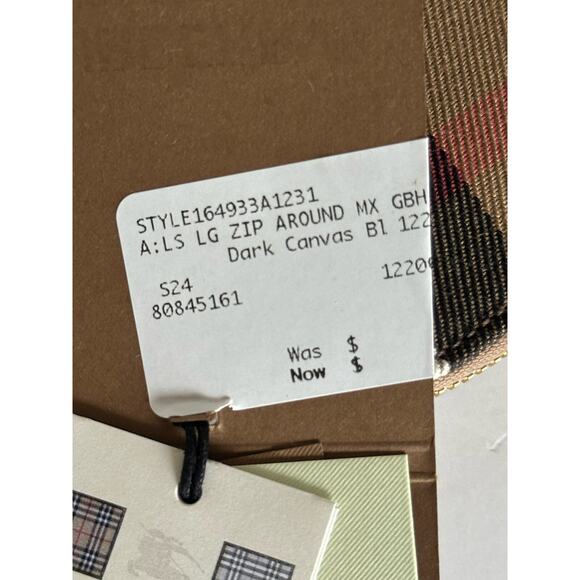 STYLE164933A1231
A:LS LG ZIP AROUND MX GBH
Dark Canvas Bl 122
S24
80845161 1220
Was $
Now $